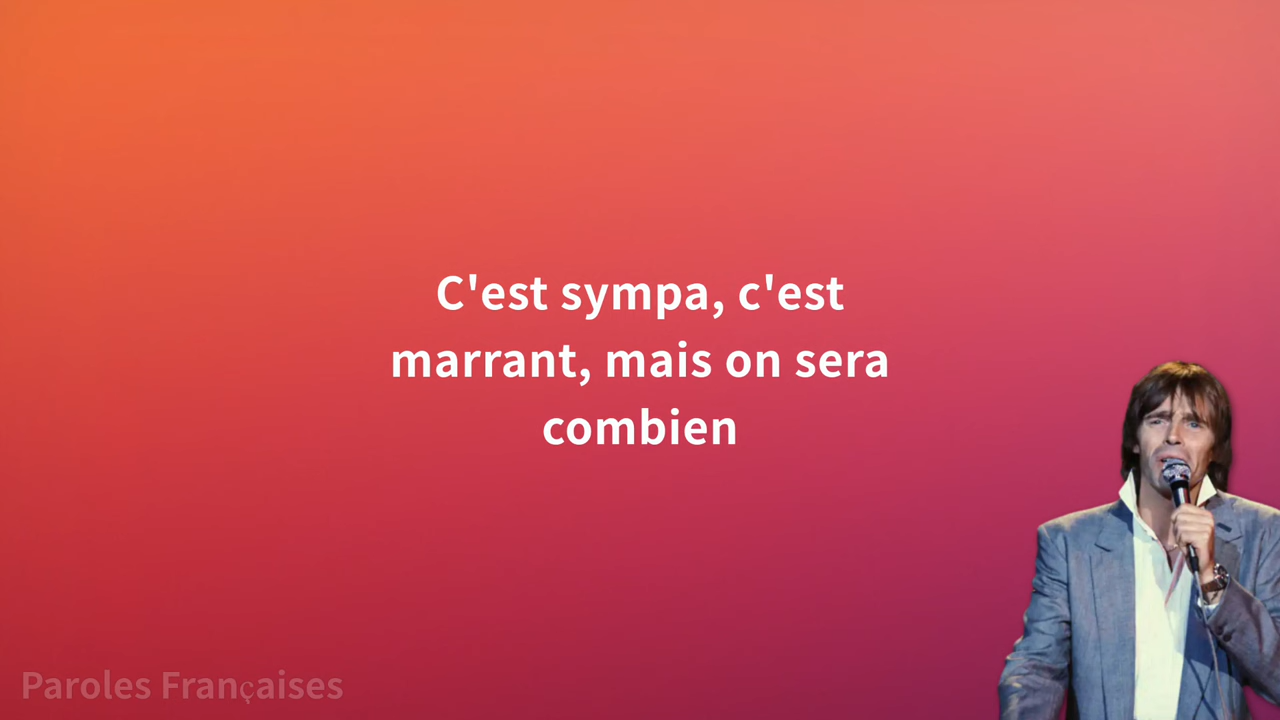 C'est sympa, c'est
marrant, mais on sera
combien
Paroles Françaises